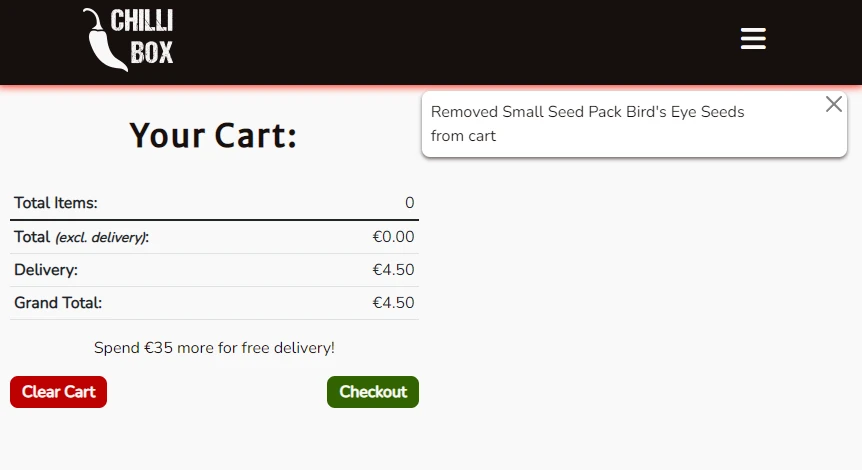 CHILLI
BOX
Removed Small Seed Pack Bird's Eye Seeds
from cart
Your Cart:
Total Items: 0
Total (excl. delivery): €0.00
Delivery: €4.50
Grand Total: €4.50
Spend €35 more for free delivery!
Clear Cart Checkout